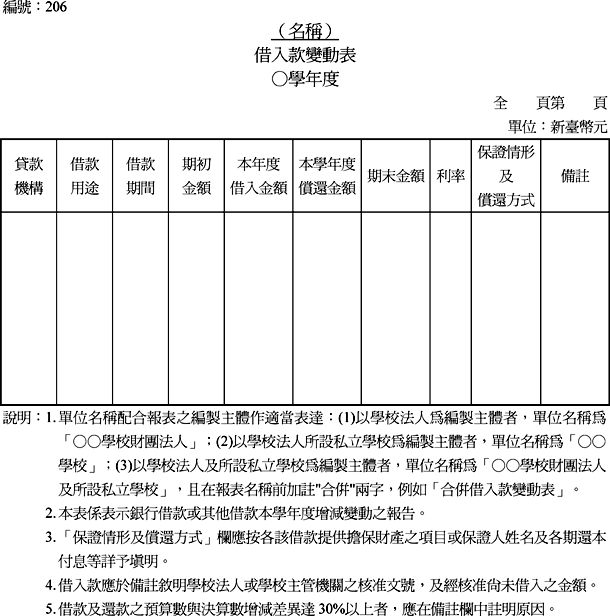 編號：206
（名稱）
借入款變動表
○學年度
全　　頁第　　頁
單位：新臺幣元
貸款機構 借款用途 借款期間 期初金額 本年度借入金額 本學年度償還金額 期末金額 利率 保證情形及償還方式 備註
說明：1.單位名稱配合報表之編製主體作適當表達：(1)以學校法人為編製主體者，單位名稱為
「○○學校財團法人」；(2)以學校法人所設私立學校為編製主體者，單位名稱為「○○
學校」；(3)以學校法人及所設私立學校為編製主體者，單位名稱為「○○學校財團法人
及所設私立學校」，且在報表名稱前加註"合併"兩字，例如「合併借入款變動表」。
2.本表係表示銀行借款或其他借款本學年度增減變動之報告。
3.「保證情形及償還方式」欄應按各該借款提供擔保財產之項目或保證人姓名及各期還本
付息等詳予填明。
4.借入款應於備註敘明學校法人或學校主管機關之核准文號，及經核准尚未借入之金額。
5.借款及還款之預算數與決算數增減差異達30%以上者，應在備註欄中註明原因。